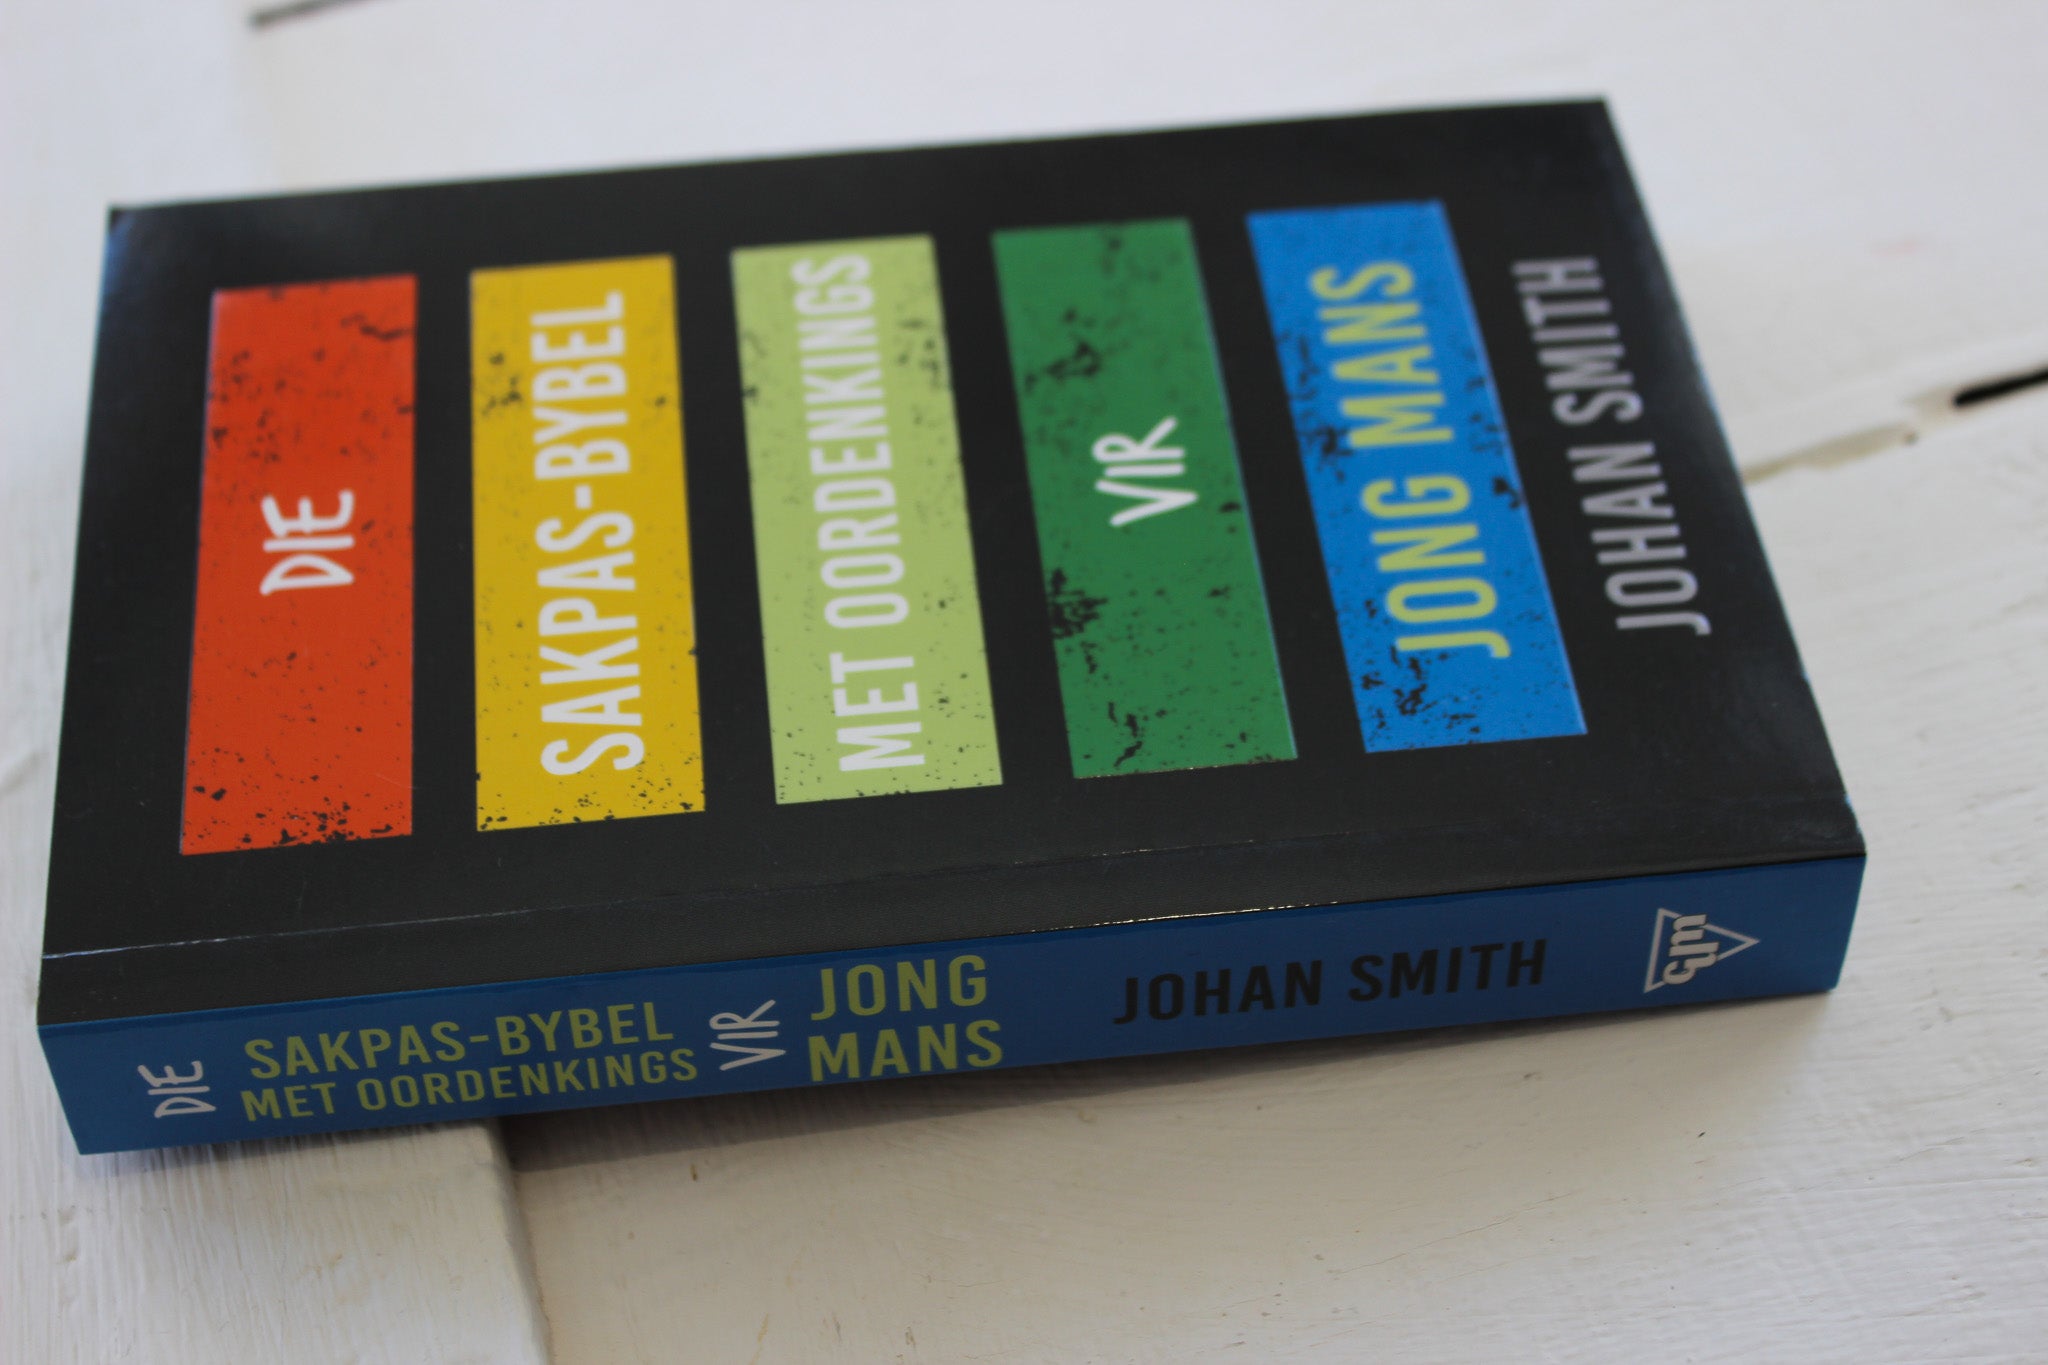 DIE
SAKPAS-BYBEL
MET OORDENKINGS
VIR
JONG MANS
JOHAN SMITH
DIE
SAKPAS-BYBEL
MET OORDENKINGS
VIR
JONG
MANS
JOHAN SMITH
cum